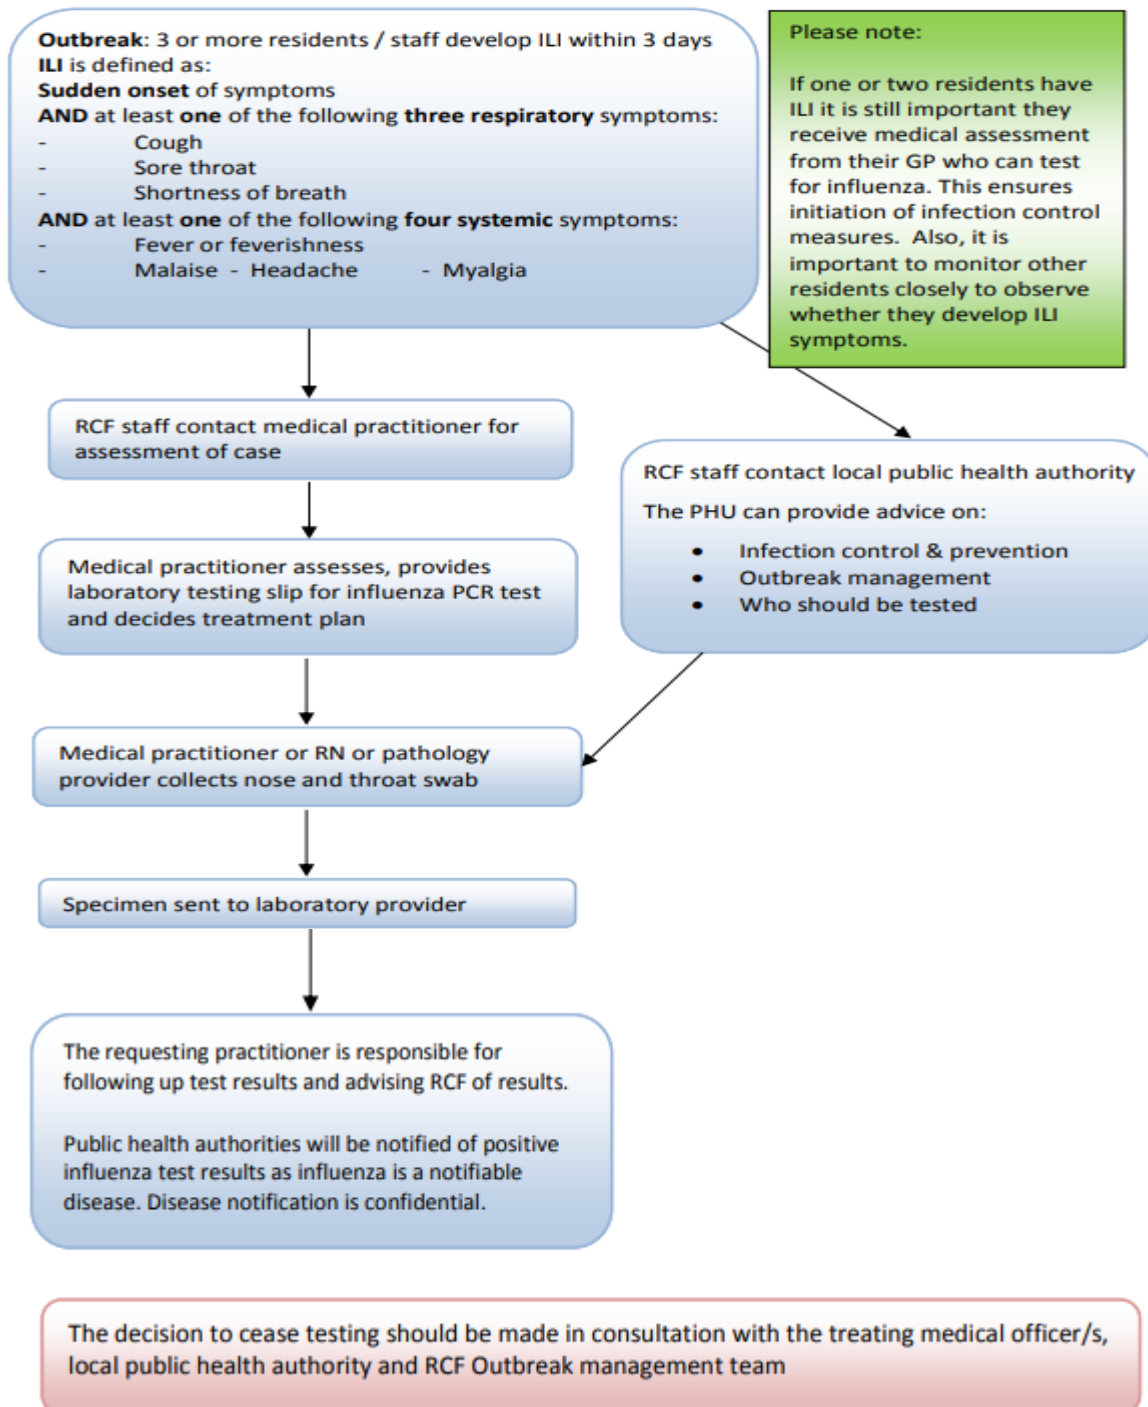 Outbreak: 3 or more residents / staff develop ILI within 3 days
ILI is defined as:
Sudden onset of symptoms
AND at least one of the following three respiratory symptoms:
- Cough
- Sore throat
- Shortness of breath
AND at least one of the following four systemic symptoms:
- Fever or feverishness
- Malaise - Headache - Myalgia
Please note:
If one or two residents have
ILI it is still important they
receive medical assessment
from their GP who can test
for influenza. This ensures
initiation of infection control
measures. Also, it is
important to monitor other
residents closely to observe
whether they develop ILI
symptoms.
RCF staff contact medical practitioner for
assessment of case
RCF staff contact local public health authority
The PHU can provide advice on:
• Infection control & prevention
• Outbreak management
• Who should be tested
Medical practitioner assesses, provides
laboratory testing slip for influenza PCR test
and decides treatment plan
Medical practitioner or RN or pathology
provider collects nose and throat swab
Specimen sent to laboratory provider
The requesting practitioner is responsible for
following up test results and advising RCF of results.
Public health authorities will be notified of positive
influenza test results as influenza is a notifiable
disease. Disease notification is confidential.
The decision to cease testing should be made in consultation with the treating medical officer/s,
local public health authority and RCF Outbreak management team